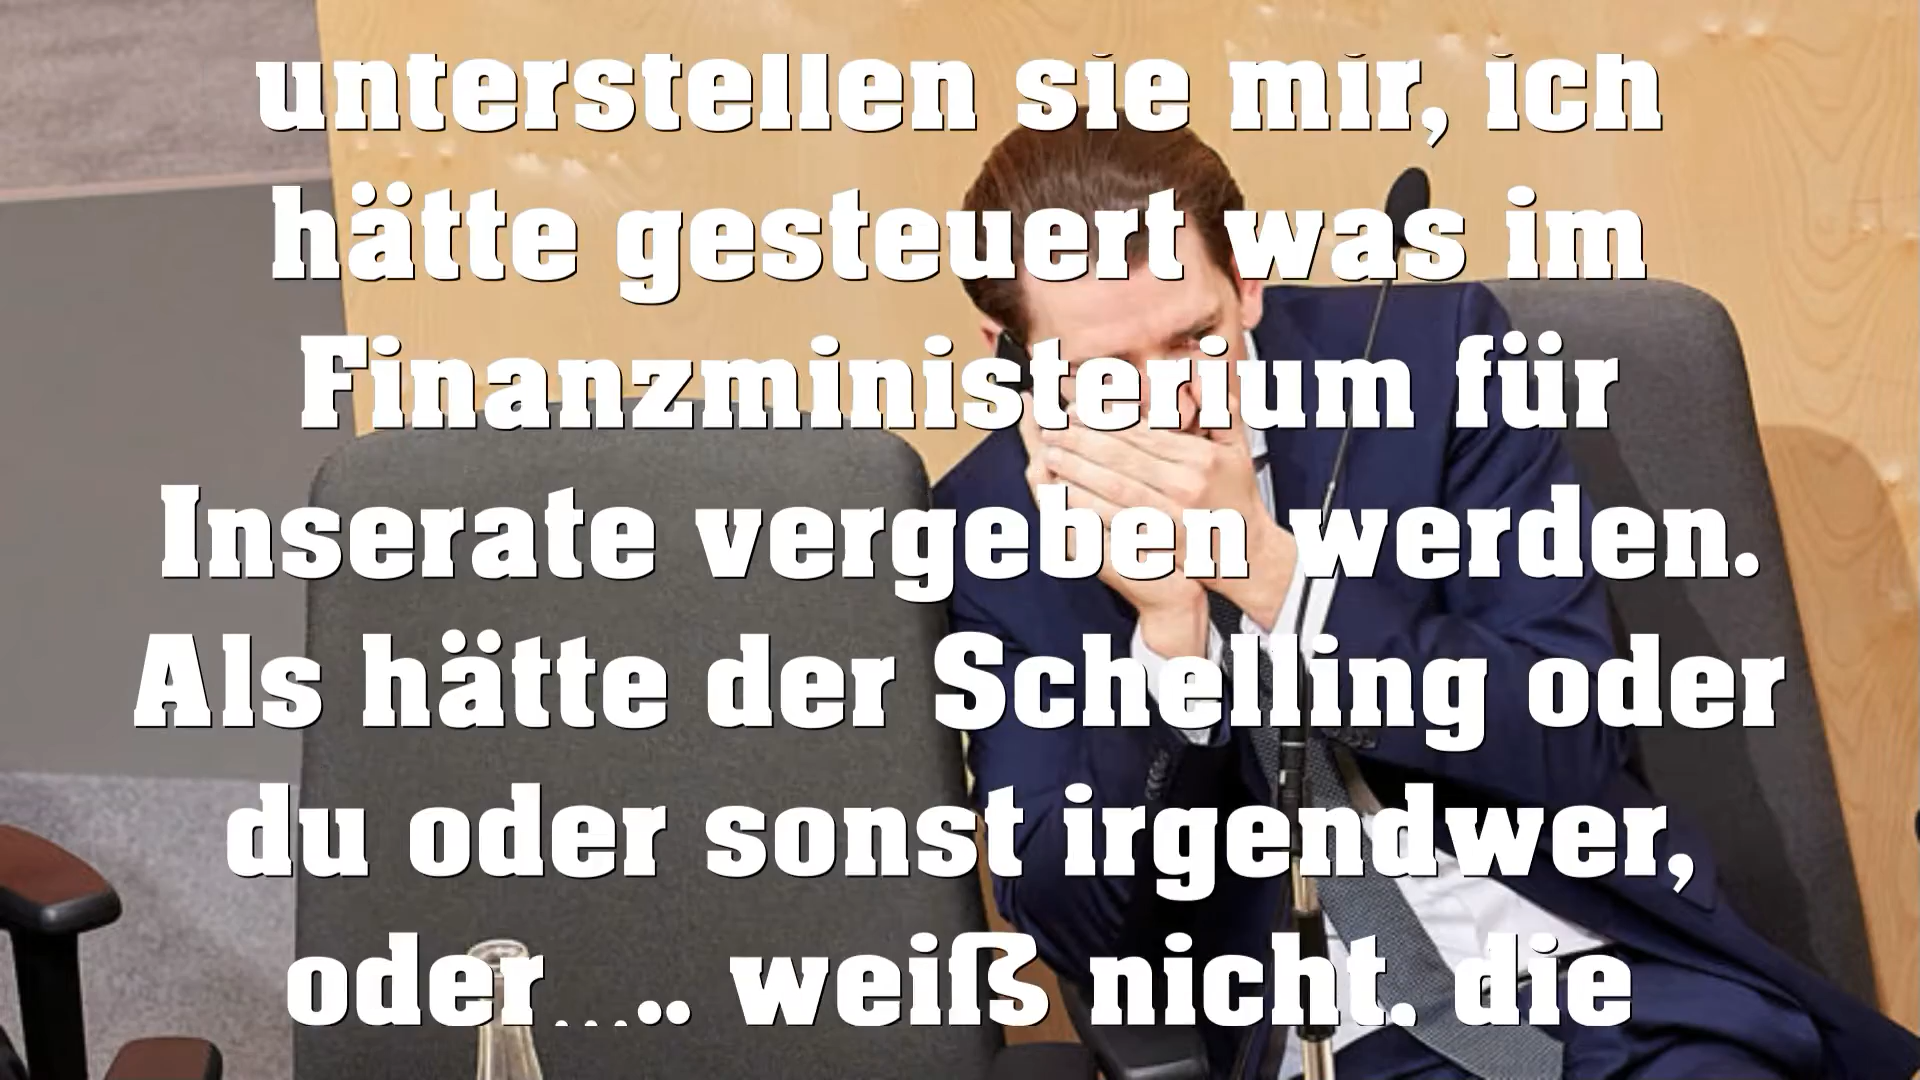 unterstellen sie mir, ich
hätte gesteuert was im
Finanzministerium für
Inserate vergeben werden.
Als hätte der Schelling oder
du oder sonst irgendwer,
oder….. weiß nicht, die